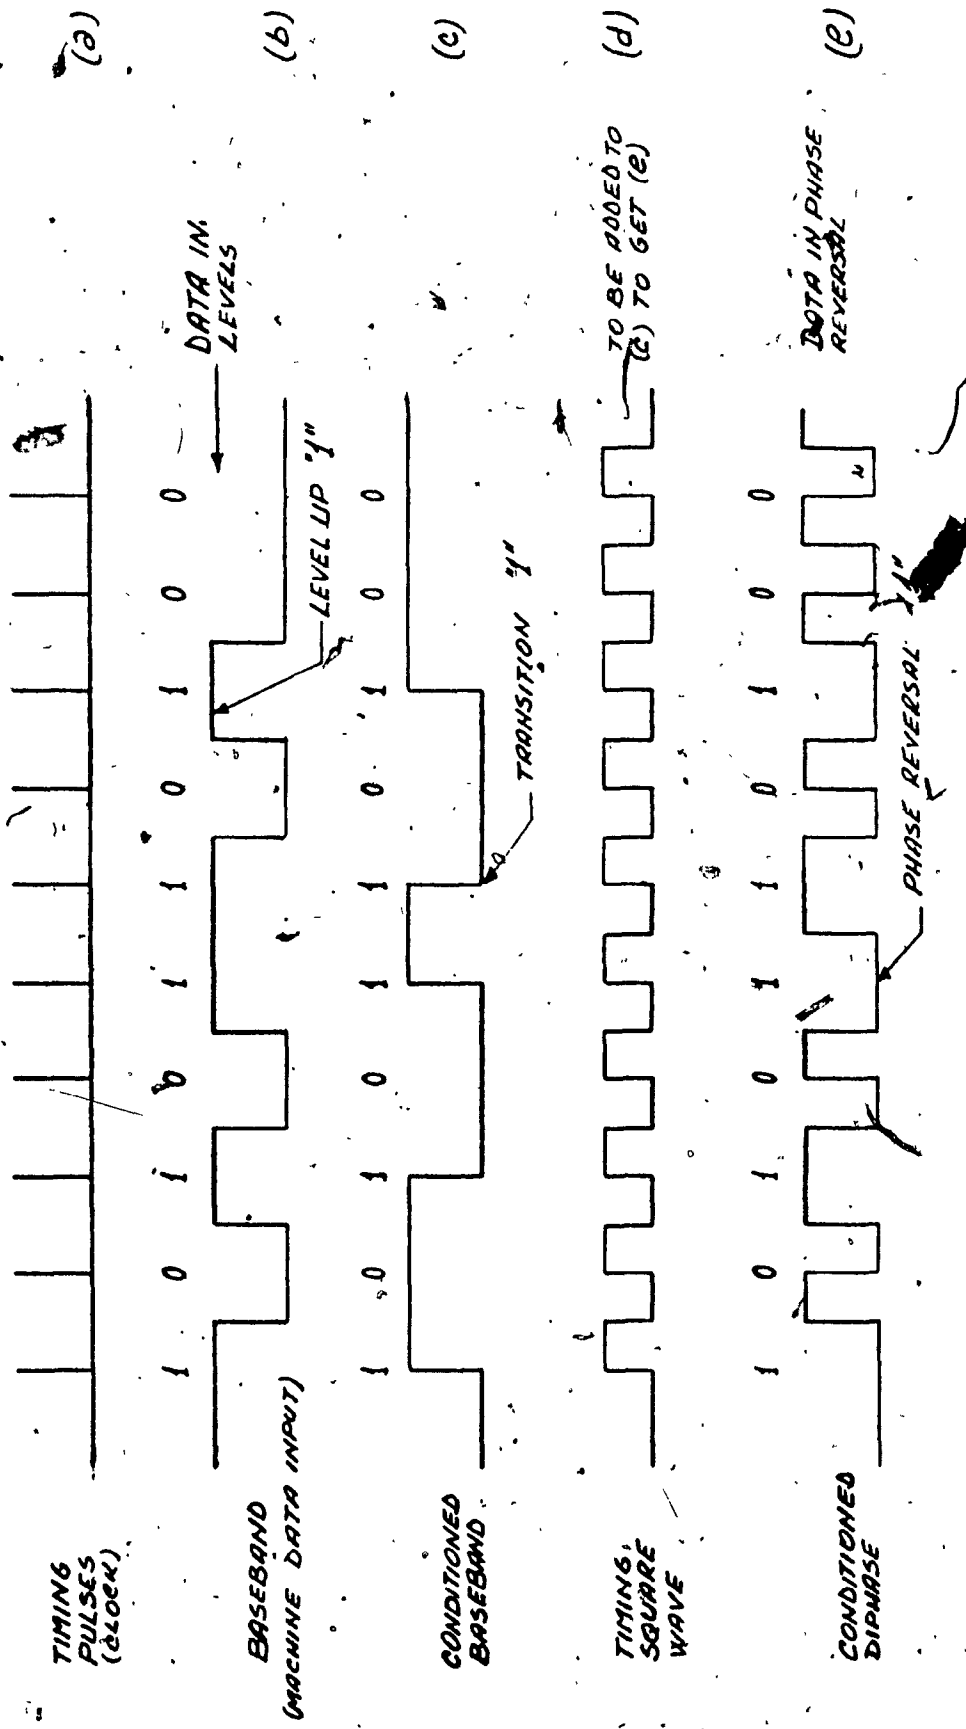 TIMING
PULSES
(CLOCK)
(a)
BASEBAND
(MACHINE DATA INPUT)
1 0 1 0 1 1 0 1 0 0
DATA IN
LEVELS
LEVEL UP "1"
(b)
CONDITIONED
BASEBAND
1 0 1 0 1 1 0 1 0 0
TRANSITION "1"
(c)
TIMING
SQUARE
WAVE
TO BE ADDED TO
(c) TO GET (e)
(d)
CONDITIONED
DIPHASE
1 0 1 0 1 1 0 1 0 0
PHASE REVERSAL "1"
DATA IN PHASE
REVERSAL
(e)